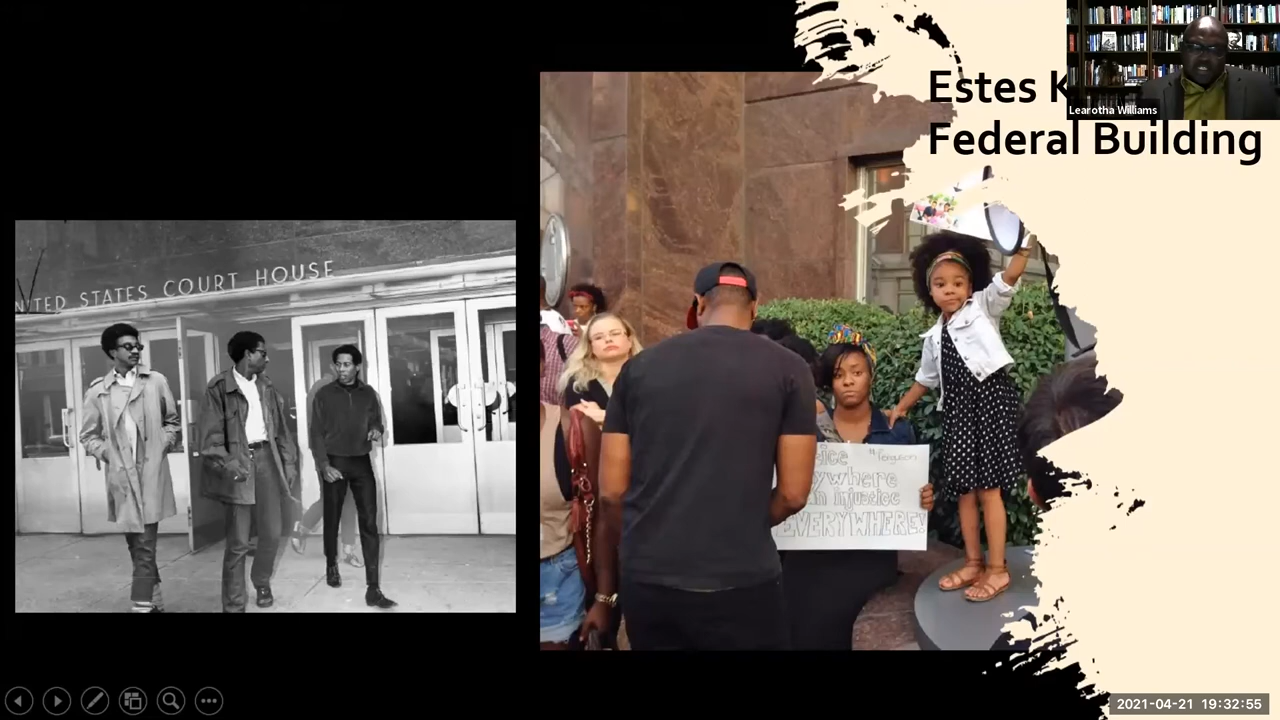 Estes K
Federal Building
Learotha Williams
NITED STATES COURT HOUSE
#Ferguson
EVERYWHERE!
2021-04-21 19:32:55